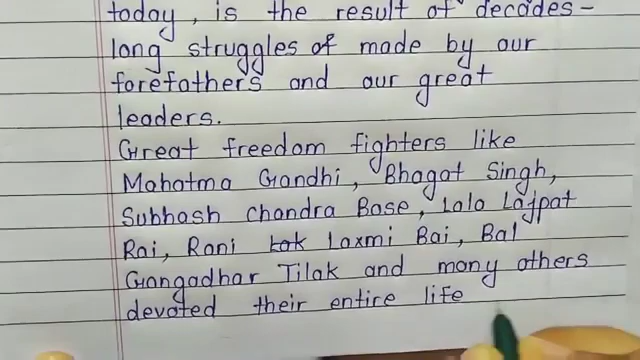 today, is the result of decades-
long struggles of made by our
forefathers and our great
leaders.
Great freedom fighters like
Mahatma Gandhi, Bhagat Singh,
Subhash Chandra Bose, Lala Lajpat
Rai, Rani Lak Laxmi Bai, Bal
Gangadhar Tilak and many others
devoted their entire life